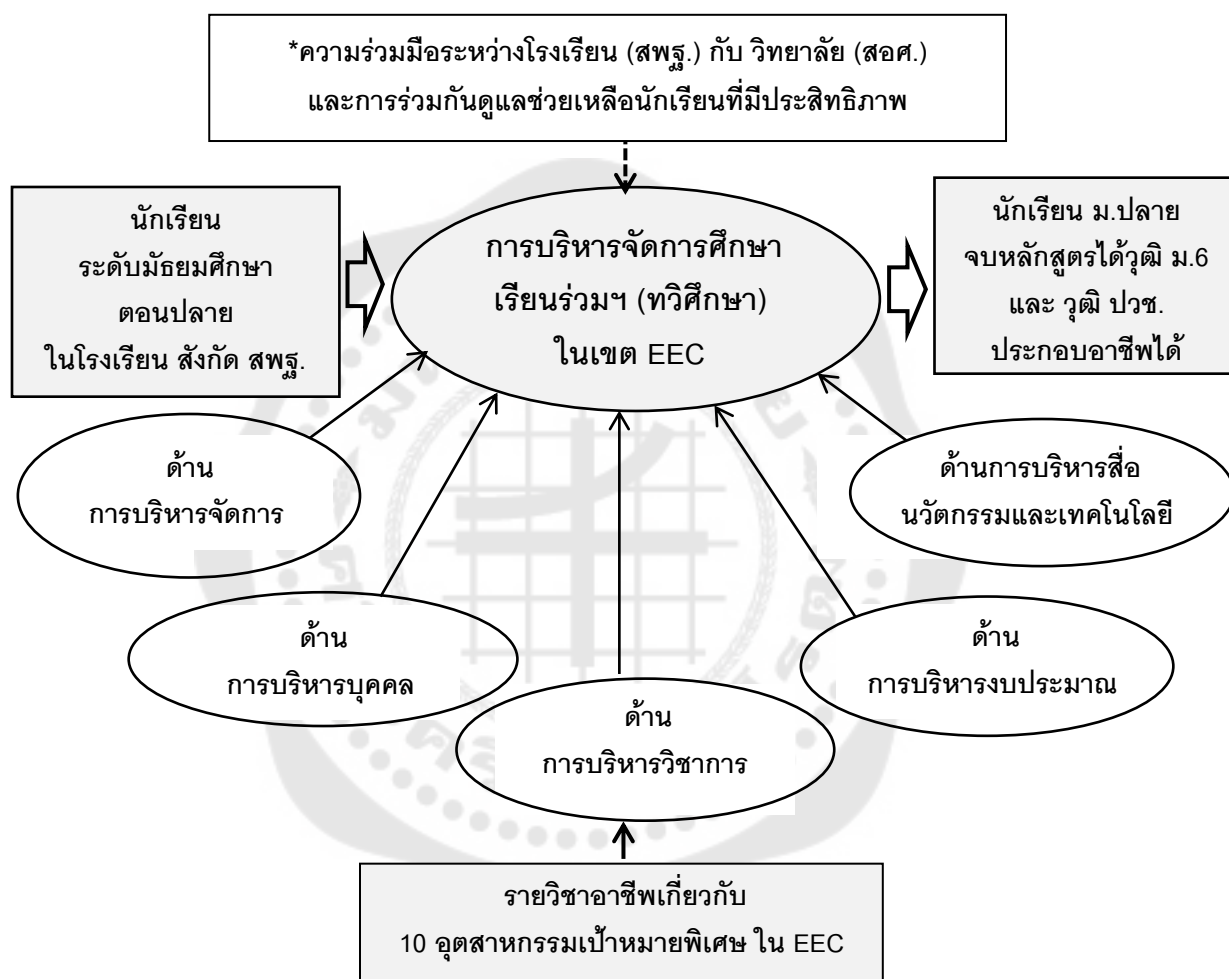 *ความร่วมมือระหว่างโรงเรียน (สพฐ.) กับ วิทยาลัย (สอศ.)
และการร่วมกันดูแลช่วยเหลือนักเรียนที่มีประสิทธิภาพ
นักเรียน
ระดับมัธยมศึกษา
ตอนปลาย
ในโรงเรียน สังกัด สพฐ.
การบริหารจัดการศึกษา
เรียนร่วมฯ (ทวิศึกษา)
ในเขต EEC
นักเรียน ม.ปลาย
จบหลักสูตรได้วุฒิ ม.6
และ วุฒิ ปวช.
ประกอบอาชีพได้
ด้าน
การบริหารจัดการ
ด้าน
การบริหารบุคคล
ด้าน
การบริหารวิชาการ
ด้าน
การบริหารงบประมาณ
ด้านการบริหารสื่อ
นวัตกรรมและเทคโนโลยี
รายวิชาอาชีพเกี่ยวกับ
10 อุตสาหกรรมเป้าหมายพิเศษ ใน EEC